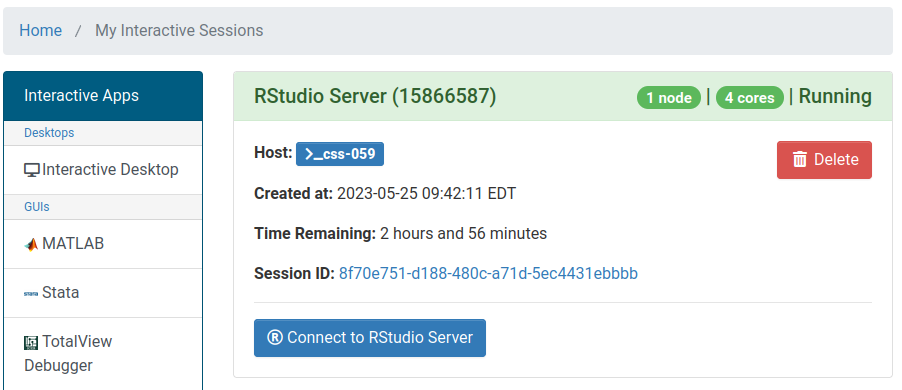 Home / My Interactive Sessions
Interactive Apps
Desktops
Interactive Desktop
GUIs
MATLAB
Stata
TotalView
Debugger
RStudio Server (15866587) 1 node | 4 cores | Running
Host: >_css-059
Delete
Created at: 2023-05-25 09:42:11 EDT
Time Remaining: 2 hours and 56 minutes
Session ID: 8f70e751-d188-480c-a71d-5ec4431ebbbb
® Connect to RStudio Server